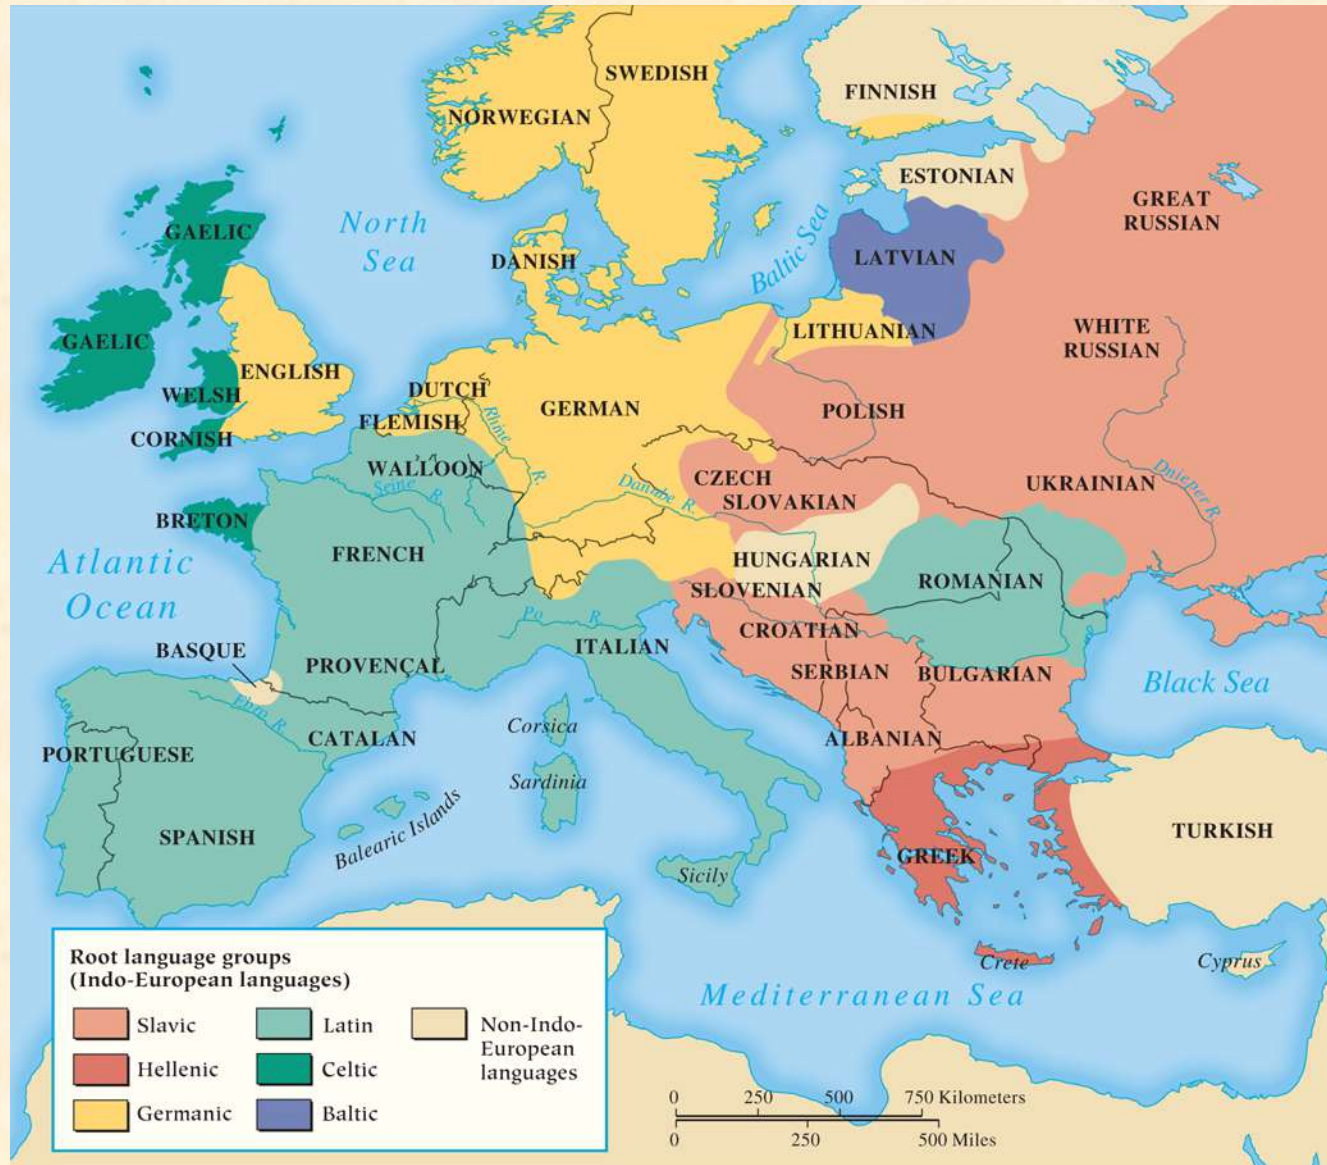 SWEDISH
FINNISH
NORWEGIAN
ESTONIAN
GREAT
RUSSIAN
North
Sea
GAELIC
DANISH
Baltic Sea
LATVIAN
GAELIC
LITHUANIAN
WHITE
RUSSIAN
ENGLISH
WELSH
DUTCH
Rhine
R.
GERMAN
POLISH
FLEMISH
CORNISH
WALLOON
Seine R.
Danube R.
CZECH
SLOVAKIAN
UKRAINIAN
Dnieper R.
BRETON
FRENCH
Atlantic
Ocean
HUNGARIAN
ROMANIAN
SLOVENIAN
Po R.
CROATIAN
ITALIAN
BASQUE
PROVENÇAL
SERBIAN
BULGARIAN
Black Sea
Ebro R.
Corsica
CATALAN
ALBANIAN
PORTUGUESE
Sardinia
Balearic Islands
SPANISH
TURKISH
GREEK
Sicily
Crete
Cyprus
Mediterranean Sea
Root language groups
(Indo-European languages)
Slavic
Hellenic
Germanic
Latin
Celtic
Baltic
Non-Indo-
European
languages
0 250 500 750 Kilometers
0 250 500 Miles